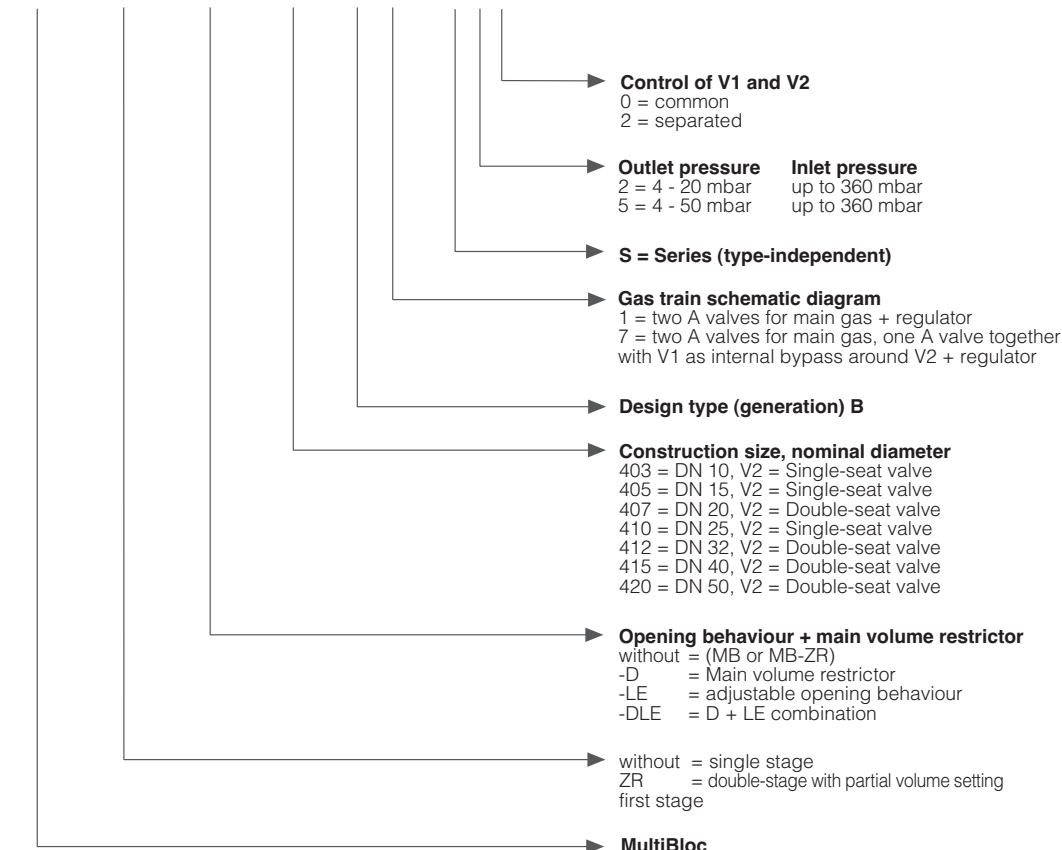 Control of V1 and V2
0 = common
2 = separated
Outlet pressure Inlet pressure
2 = 4 - 20 mbar up to 360 mbar
5 = 4 - 50 mbar up to 360 mbar
S = Series (type-independent)
Gas train schematic diagram
1 = two A valves for main gas + regulator
7 = two A valves for main gas, one A valve together
with V1 as internal bypass around V2 + regulator
Design type (generation) B
Construction size, nominal diameter
403 = DN 10, V2 = Single-seat valve
405 = DN 15, V2 = Single-seat valve
407 = DN 20, V2 = Double-seat valve
410 = DN 25, V2 = Single-seat valve
412 = DN 32, V2 = Double-seat valve
415 = DN 40, V2 = Double-seat valve
420 = DN 50, V2 = Double-seat valve
Opening behaviour + main volume restrictor
without = (MB or MB-ZR)
-D = Main volume restrictor
-LE = adjustable opening behaviour
-DLE = D + LE combination
without = single stage
ZR = double-stage with partial volume setting
first stage
MultiBloc